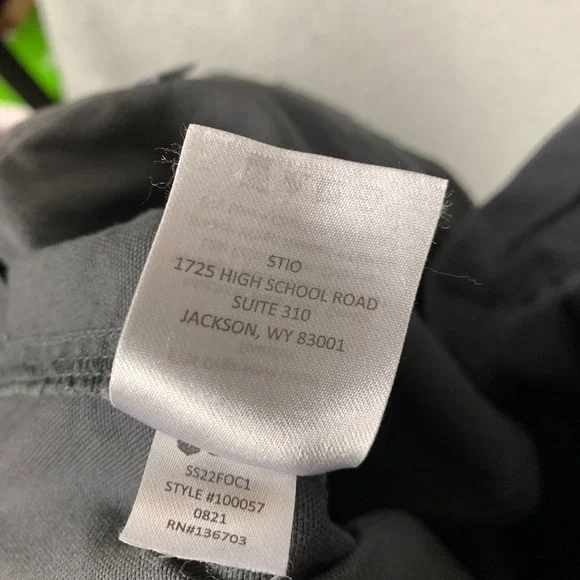 STIO
1725 HIGH SCHOOL ROAD
SUITE 310
JACKSON, WY 83001
SS22FOC1
STYLE #100057
0821
RN#136703